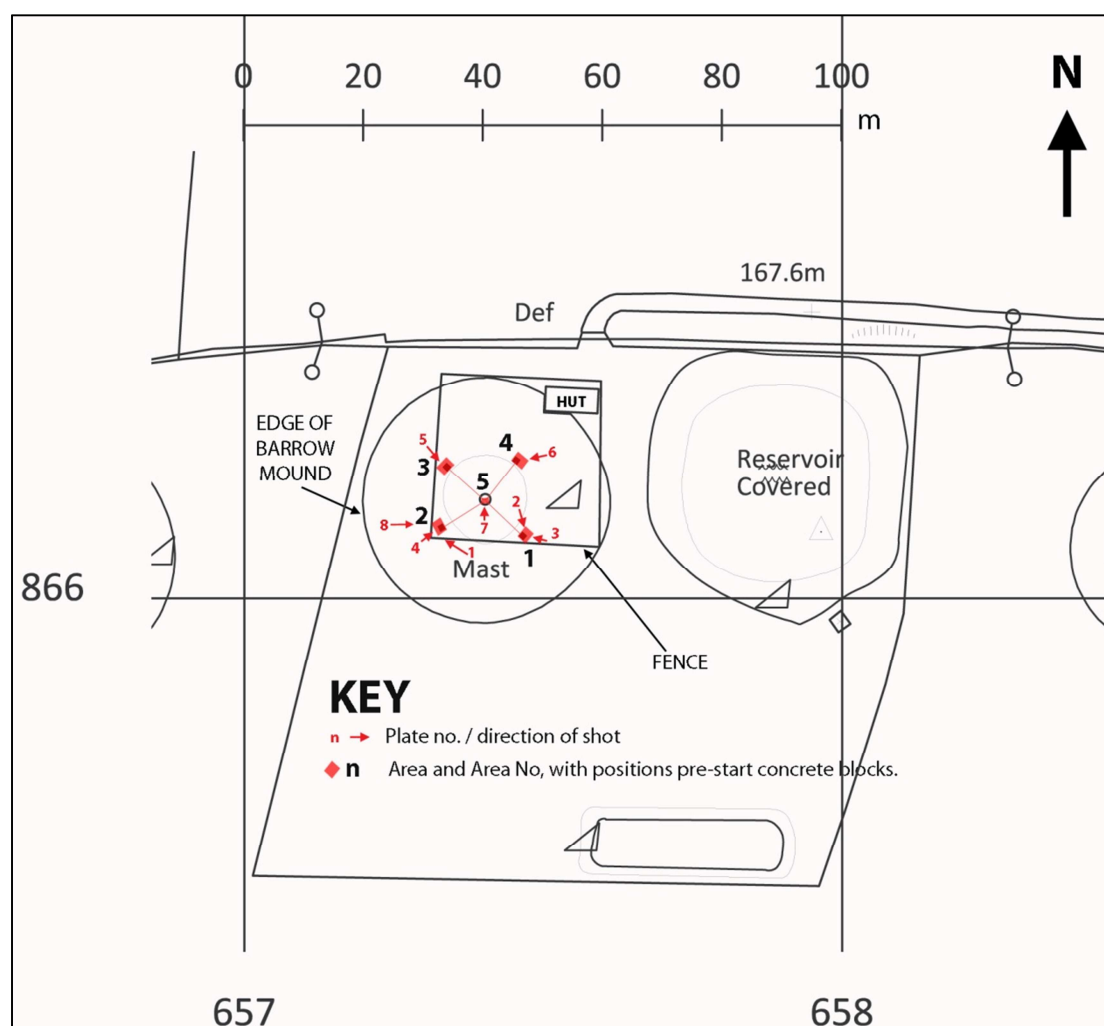 0 20 40 60 80 100
m
N
167.6m
Def
HUT
EDGE OF
BARROW
MOUND
5
3
4
6
5
2
8
2
7
3
4
1
1
Mast
Reservoir
Covered
866
FENCE
KEY
n Plate no. / direction of shot
n Area and Area No, with positions pre-start concrete blocks.
657 658